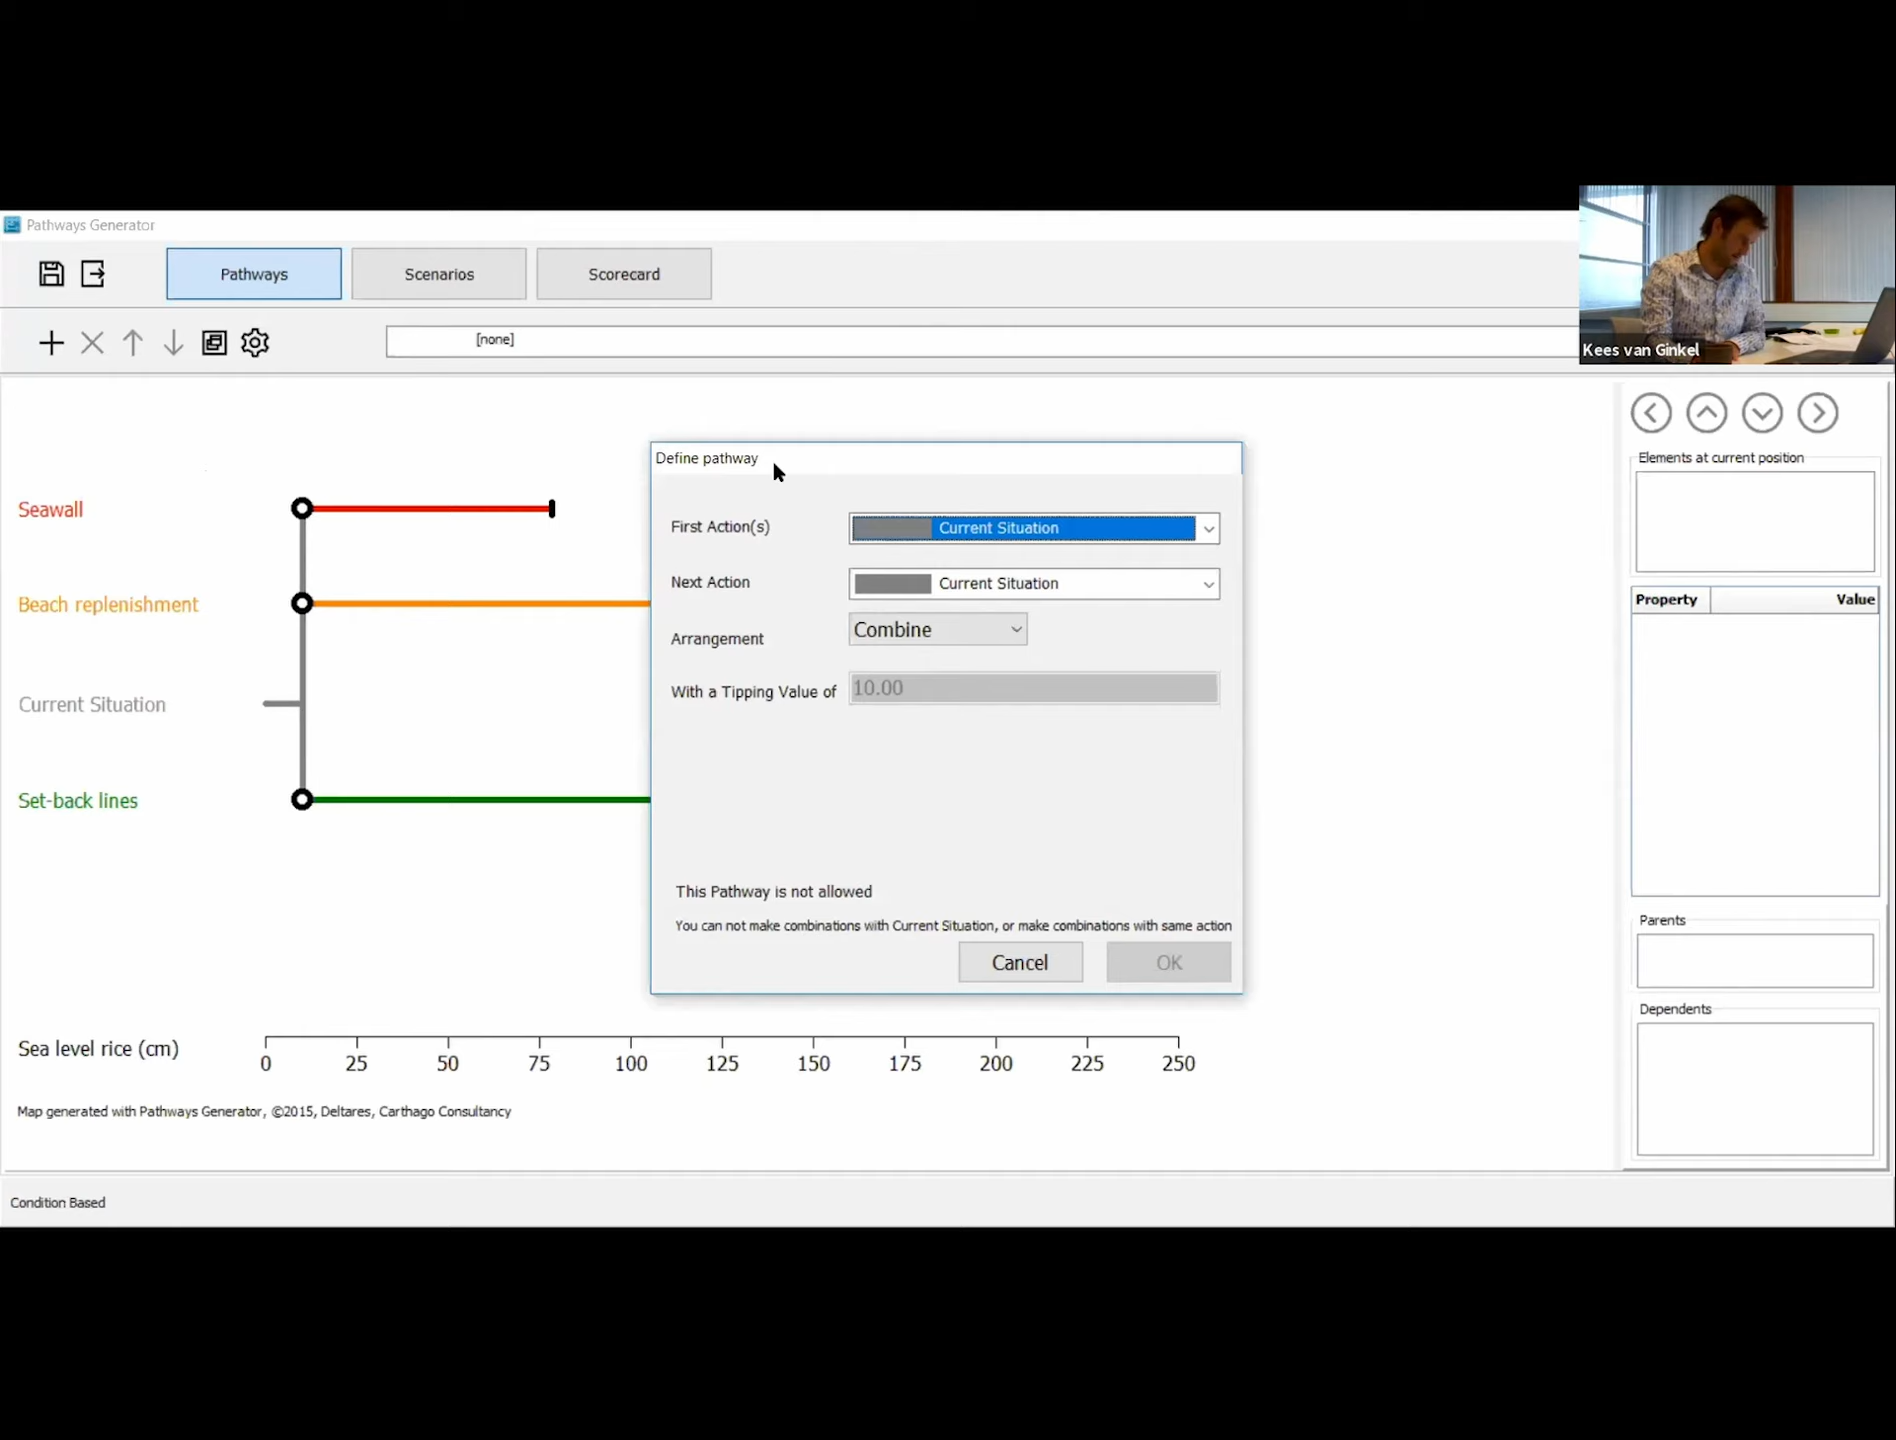 Pathways Generator
Pathways Scenarios Scorecard
[none]
Kees van Ginkel
Elements at current position
Define pathway
Seawall
First Action(s) Current Situation
Next Action Current Situation
Property Value
Beach replenishment
Arrangement Combine
Current Situation
With a Tipping Value of 10.00
Set-back lines
This Pathway is not allowed
You can not make combinations with Current Situation, or make combinations with same action
Parents
Cancel OK
Dependents
Sea level rice (cm)
0 25 50 75 100 125 150 175 200 225 250
Map generated with Pathways Generator, ©2015, Deltares, Carthago Consultancy
Condition Based